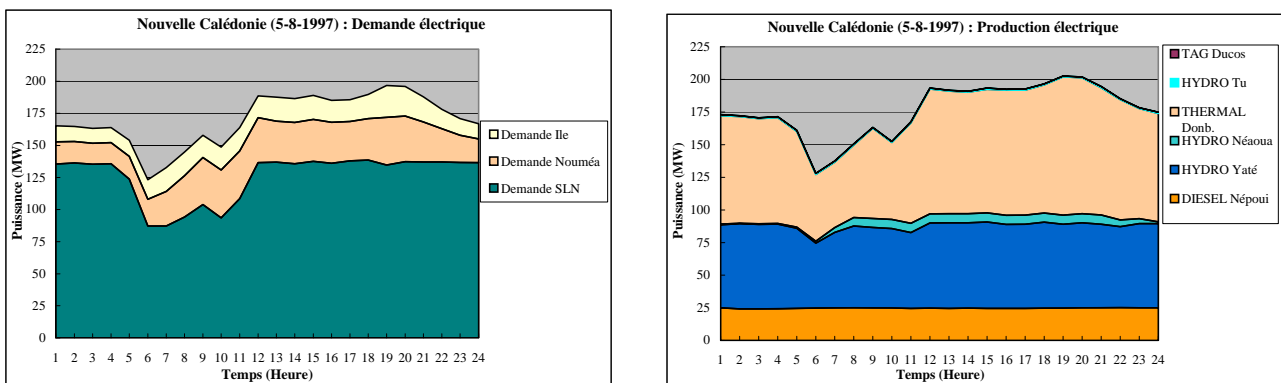 Nouvelle Calédonie (5-8-1997) : Demande électrique
225
200
175
150
125
100
75
50
25
0
Puissance (MW)
1 2 3 4 5 6 7 8 9 10 11 12 13 14 15 16 17 18 19 20 21 22 23 24
Temps (Heure)
Demande Ile
Demande Nouméa
Demande SLN
Nouvelle Calédonie (5-8-1997) : Production électrique
225
200
175
150
125
100
75
50
25
0
Puissance (MW)
1 2 3 4 5 6 7 8 9 10 11 12 13 14 15 16 17 18 19 20 21 22 23 24
Temps (Heure)
TAG Ducos
HYDRO Tu
THERMAL
Donb.
HYDRO Néaoua
HYDRO Yaté
DIESEL Népoui